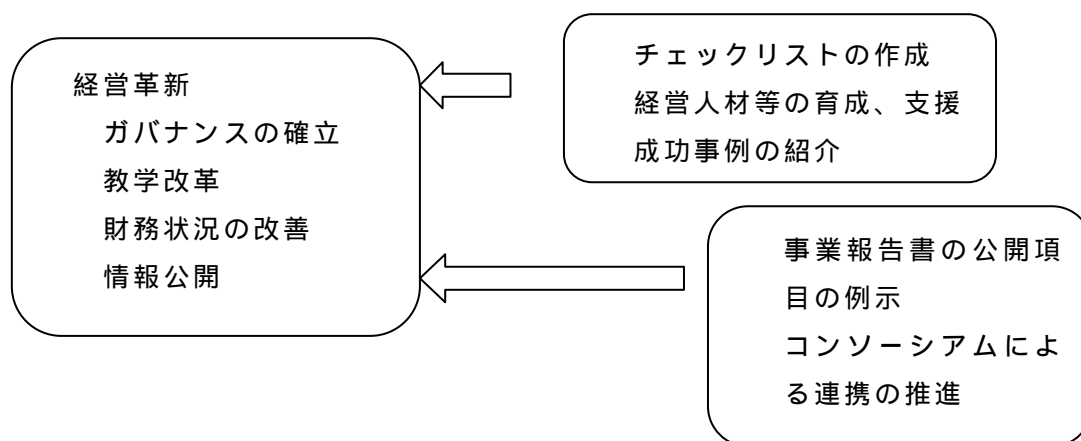 経営革新
ガバナンスの確立
教学改革
財務状況の改善
情報公開
チェックリストの作成
経営人材等の育成、支援
成功事例の紹介
事業報告書の公開項
目の例示
コンソーシアムによ
る連携の推進